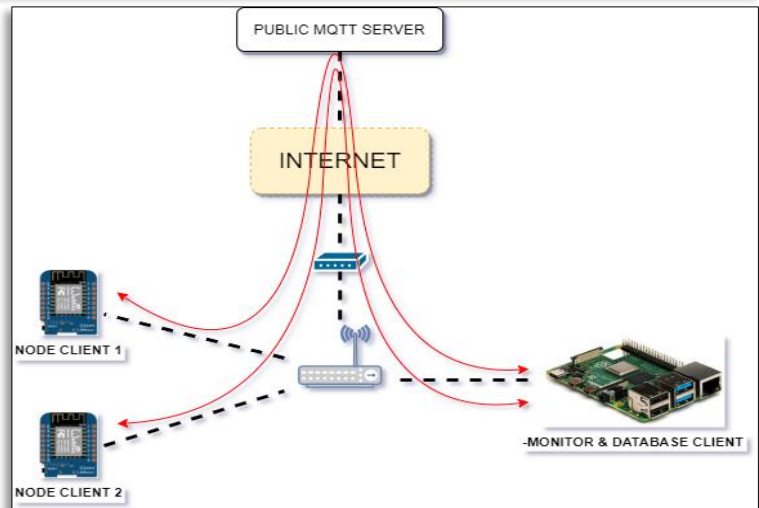 PUBLIC MQTT SERVER
INTERNET
NODE CLIENT 1
-MONITOR & DATABASE CLIENT
NODE CLIENT 2